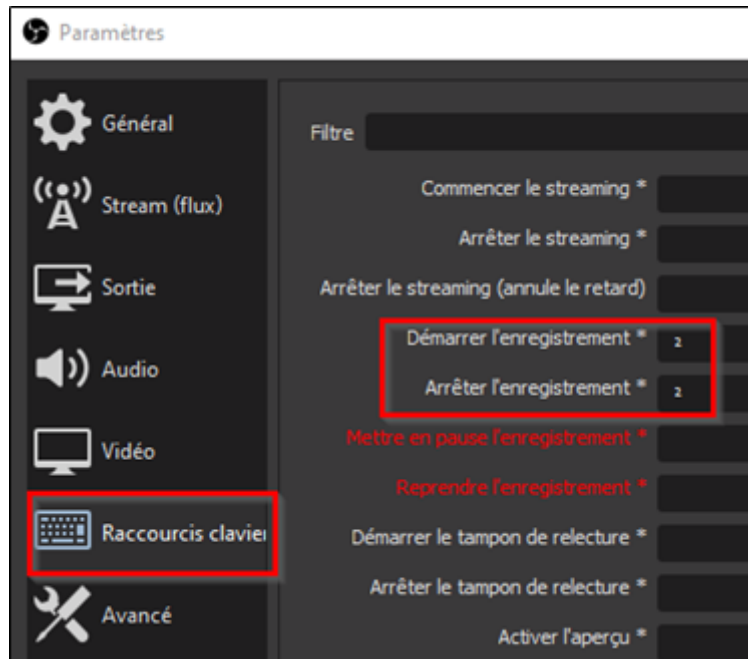 Paramètres
Général
Stream (flux)
Sortie
Audio
Vidéo
Raccourcis clavier
Avancé
Filtre
Commencer le streaming *
Arrêter le streaming *
Arrêter le streaming (annule le retard)
Démarrer l'enregistrement * ²
Arrêter l'enregistrement * ²
Mettre en pause l'enregistrement *
Reprendre l'enregistrement *
Démarrer le tampon de relecture *
Arrêter le tampon de relecture *
Activer l'aperçu *